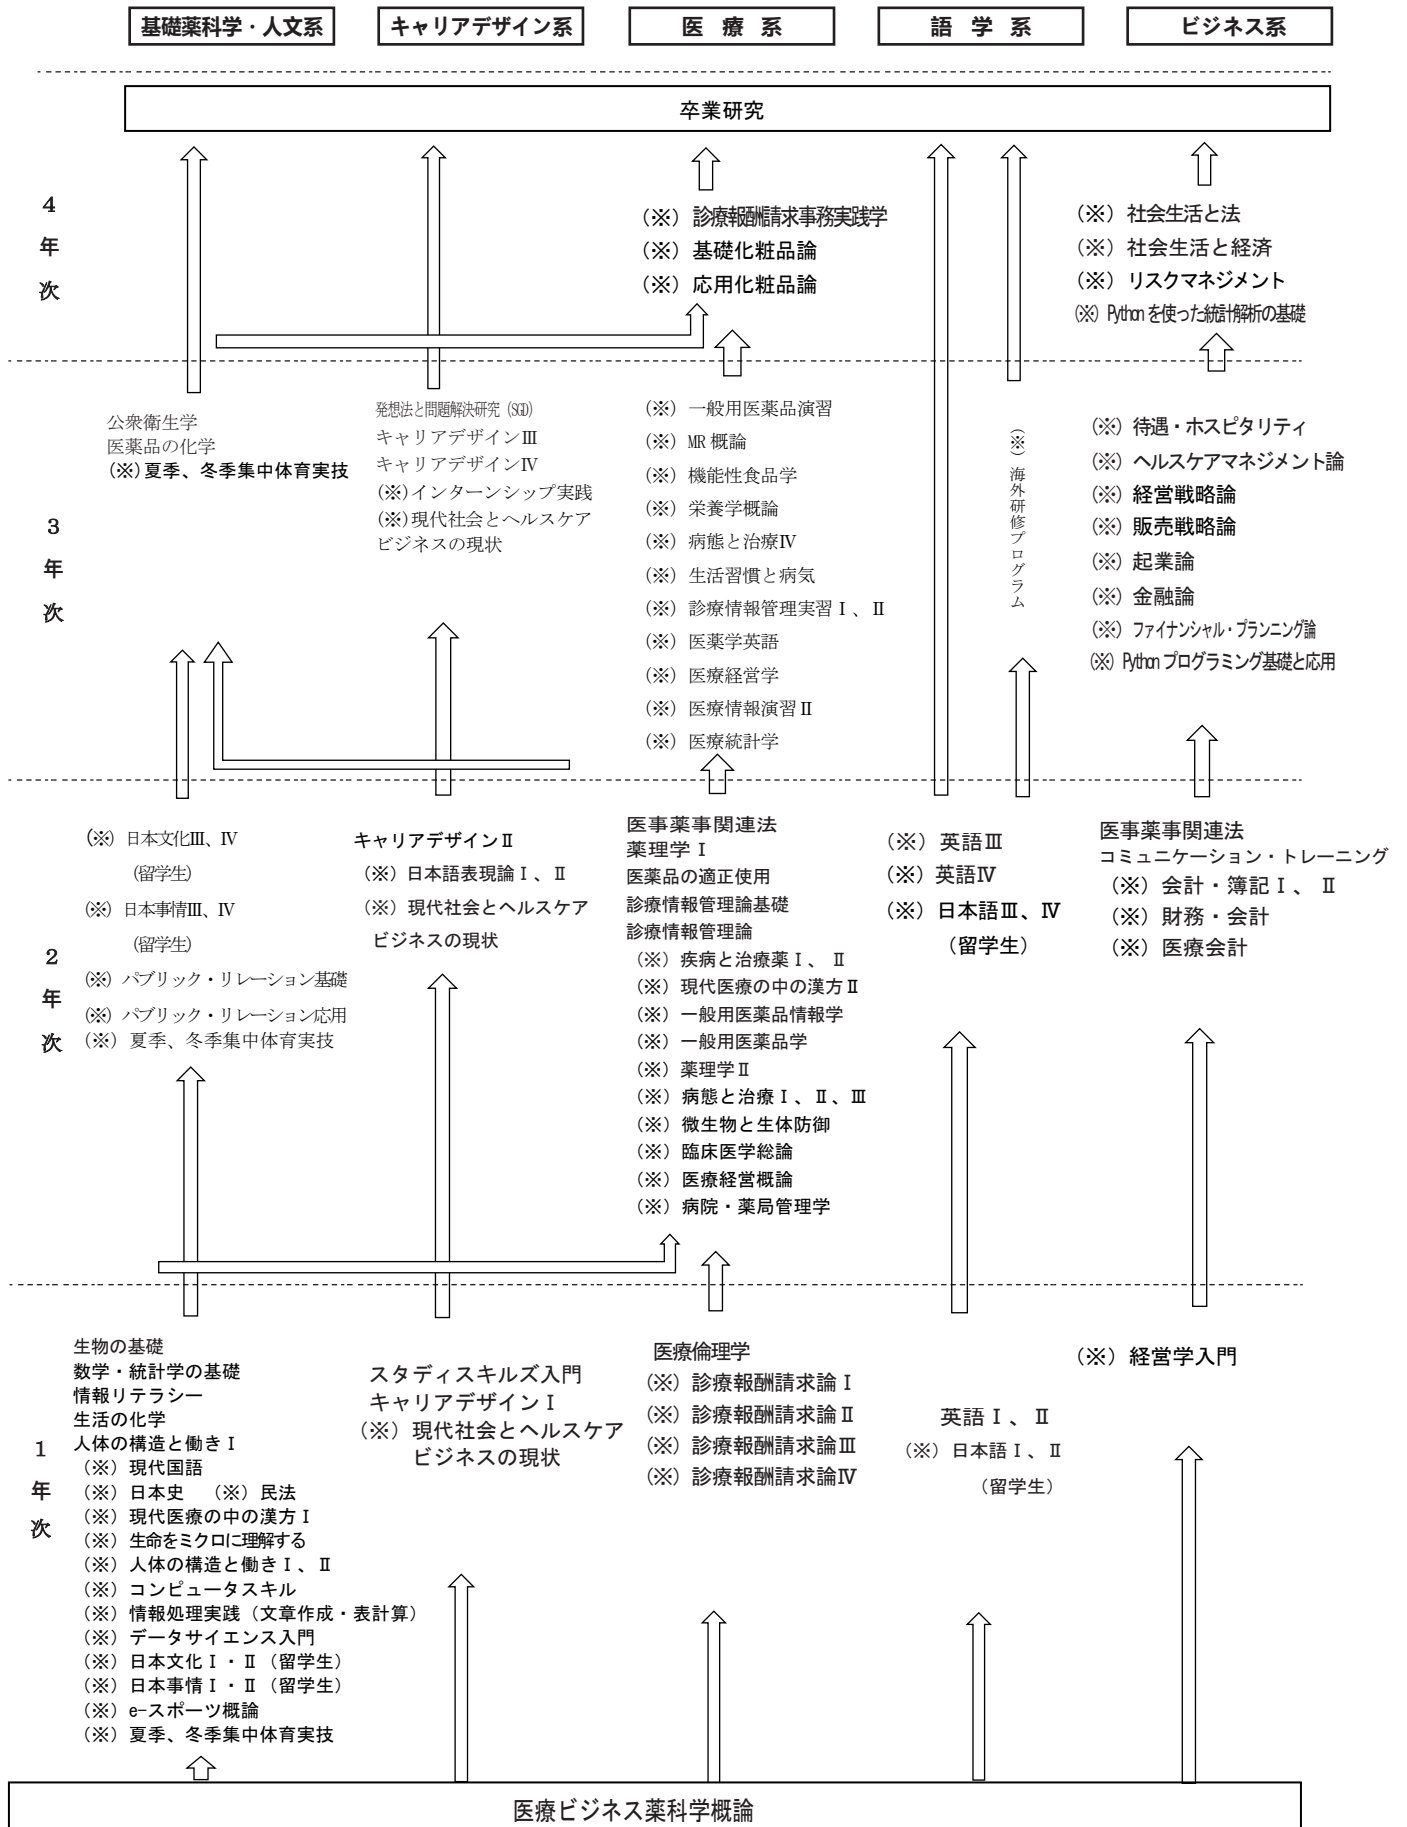 基礎薬科学・人文系
キャリアデザイン系
医 療 系
語 学 系
ビジネス系
卒業研究
4
年
次
（※）診療報酬請求事務実践学
（※）基礎化粧品論
（※）応用化粧品論
（※）社会生活と法
（※）社会生活と経済
（※）リスクマネジメント
（※）Python を使った統計解析の基礎
3
年
次
公衆衛生学
医薬品の化学
（※）夏季、冬季集中体育実技
発想法と問題解決研究（SGD）
キャリアデザインⅢ
キャリアデザインⅣ
（※）インターンシップ実践
（※）現代社会とヘルスケア
ビジネスの現状
（※）一般用医薬品演習
（※）MR 概論
（※）機能性食品学
（※）栄養学概論
（※）病態と治療Ⅳ
（※）生活習慣と病気
（※）診療情報管理実習Ⅰ、Ⅱ
（※）医薬学英語
（※）医療経営学
（※）医療情報演習Ⅱ
（※）医療統計学
（※）海外研修プログラム
（※）待遇・ホスピタリティ
（※）ヘルスケアマネジメント論
（※）経営戦略論
（※）販売戦略論
（※）起業論
（※）金融論
（※）ファイナンシャル・プランニング論
（※）Python プログラミング基礎と応用
2
年
次
（※）日本文化Ⅲ、Ⅳ
（留学生）
（※）日本事情Ⅲ、Ⅳ
（留学生）
（※）パブリック・リレーション基礎
（※）パブリック・リレーション応用
（※）夏季、冬季集中体育実技
キャリアデザインⅡ
（※）日本語表現論Ⅰ、Ⅱ
（※）現代社会とヘルスケア
ビジネスの現状
医事薬事関連法
薬理学Ⅰ
医薬品の適正使用
診療情報管理論基礎
診療情報管理論
（※）疾病と治療薬Ⅰ、Ⅱ
（※）現代医療の中の漢方Ⅱ
（※）一般用医薬品情報学
（※）一般用医薬品学
（※）薬理学Ⅱ
（※）病態と治療Ⅰ、Ⅱ、Ⅲ
（※）微生物と生体防御
（※）臨床医学総論
（※）医療経営概論
（※）病院・薬局管理学
（※）英語Ⅲ
（※）英語Ⅳ
（※）日本語Ⅲ、Ⅳ
（留学生）
医事薬事関連法
コミュニケーション・トレーニング
（※）会計・簿記Ⅰ、Ⅱ
（※）財務・会計
（※）医療会計
1
年
次
生物の基礎
数学・統計学の基礎
情報リテラシー
生活の化学
人体の構造と働きⅠ
（※）現代国語
（※）日本史　（※）民法
（※）現代医療の中の漢方Ⅰ
（※）生命をミクロに理解する
（※）人体の構造と働きⅠ、Ⅱ
（※）コンピュータスキル
（※）情報処理実践（文章作成・表計算）
（※）データサイエンス入門
（※）日本文化Ⅰ・Ⅱ（留学生）
（※）日本事情Ⅰ・Ⅱ（留学生）
（※）e-スポーツ概論
（※）夏季、冬季集中体育実技
スタディスキルズ入門
キャリアデザインⅠ
（※）現代社会とヘルスケア
ビジネスの現状
医療倫理学
（※）診療報酬請求論Ⅰ
（※）診療報酬請求論Ⅱ
（※）診療報酬請求論Ⅲ
（※）診療報酬請求論Ⅳ
英語Ⅰ、Ⅱ
（※）日本語Ⅰ、Ⅱ
（留学生）
（※）経営学入門
医療ビジネス薬科学概論